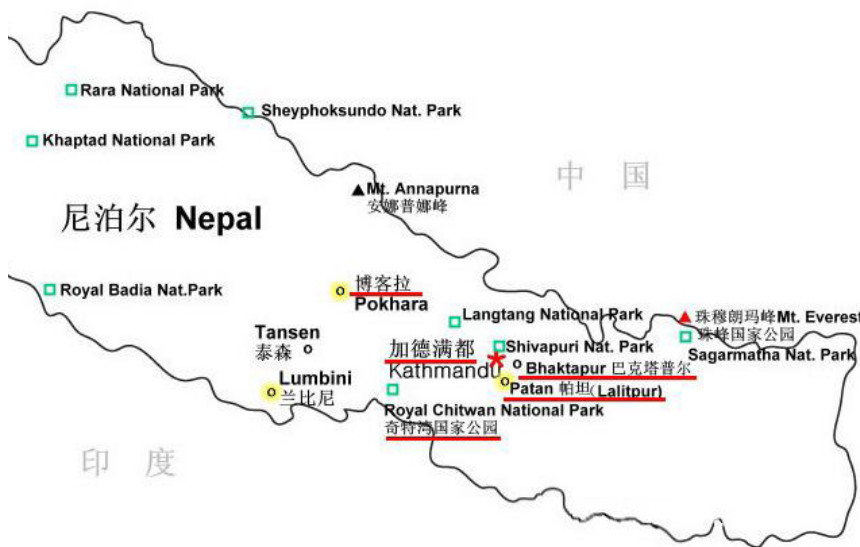 Rara National Park
Sheyphoksundo Nat. Park
Khaptad National Park
中 国
Mt. Annapurna
安娜普娜峰
尼泊尔 Nepal
博客拉
Pokhara
Royal Badia Nat.Park
Langtang National Park
珠穆朗玛峰Mt. Everest
珠峰国家公园
Sagarmatha Nat. Park
Tansen
泰森
加德满都
Kathmandu
Shivapuri Nat. Park
Bhaktapur 巴克塔普尔
Lumbini
兰比尼
Patan 帕坦(Lalitpur)
Royal Chitwan National Park
奇特湾国家公园
印 度